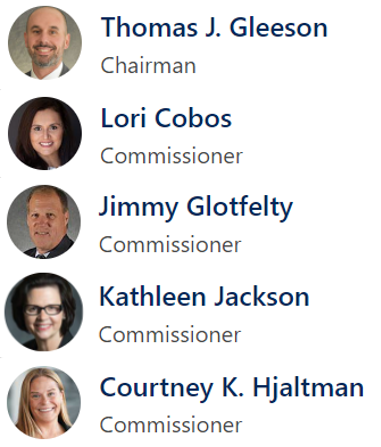 Thomas J. Gleeson
Chairman
Lori Cobos
Commissioner
Jimmy Glotfelty
Commissioner
Kathleen Jackson
Commissioner
Courtney K. Hjaltman
Commissioner